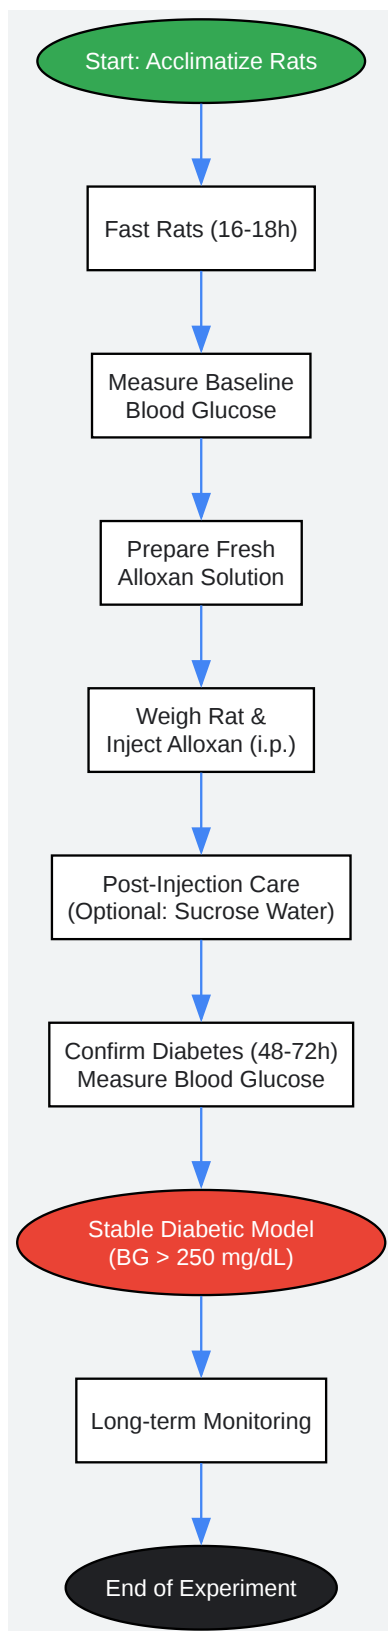 Start: Acclimatize Rats
Fast Rats (16-18h)
Measure Baseline
Blood Glucose
Prepare Fresh
Alloxan Solution
Weigh Rat &
Inject Alloxan (i.p.)
Post-Injection Care
(Optional: Sucrose Water)
Confirm Diabetes (48-72h)
Measure Blood Glucose
Stable Diabetic Model
(BG > 250 mg/dL)
Long-term Monitoring
End of Experiment